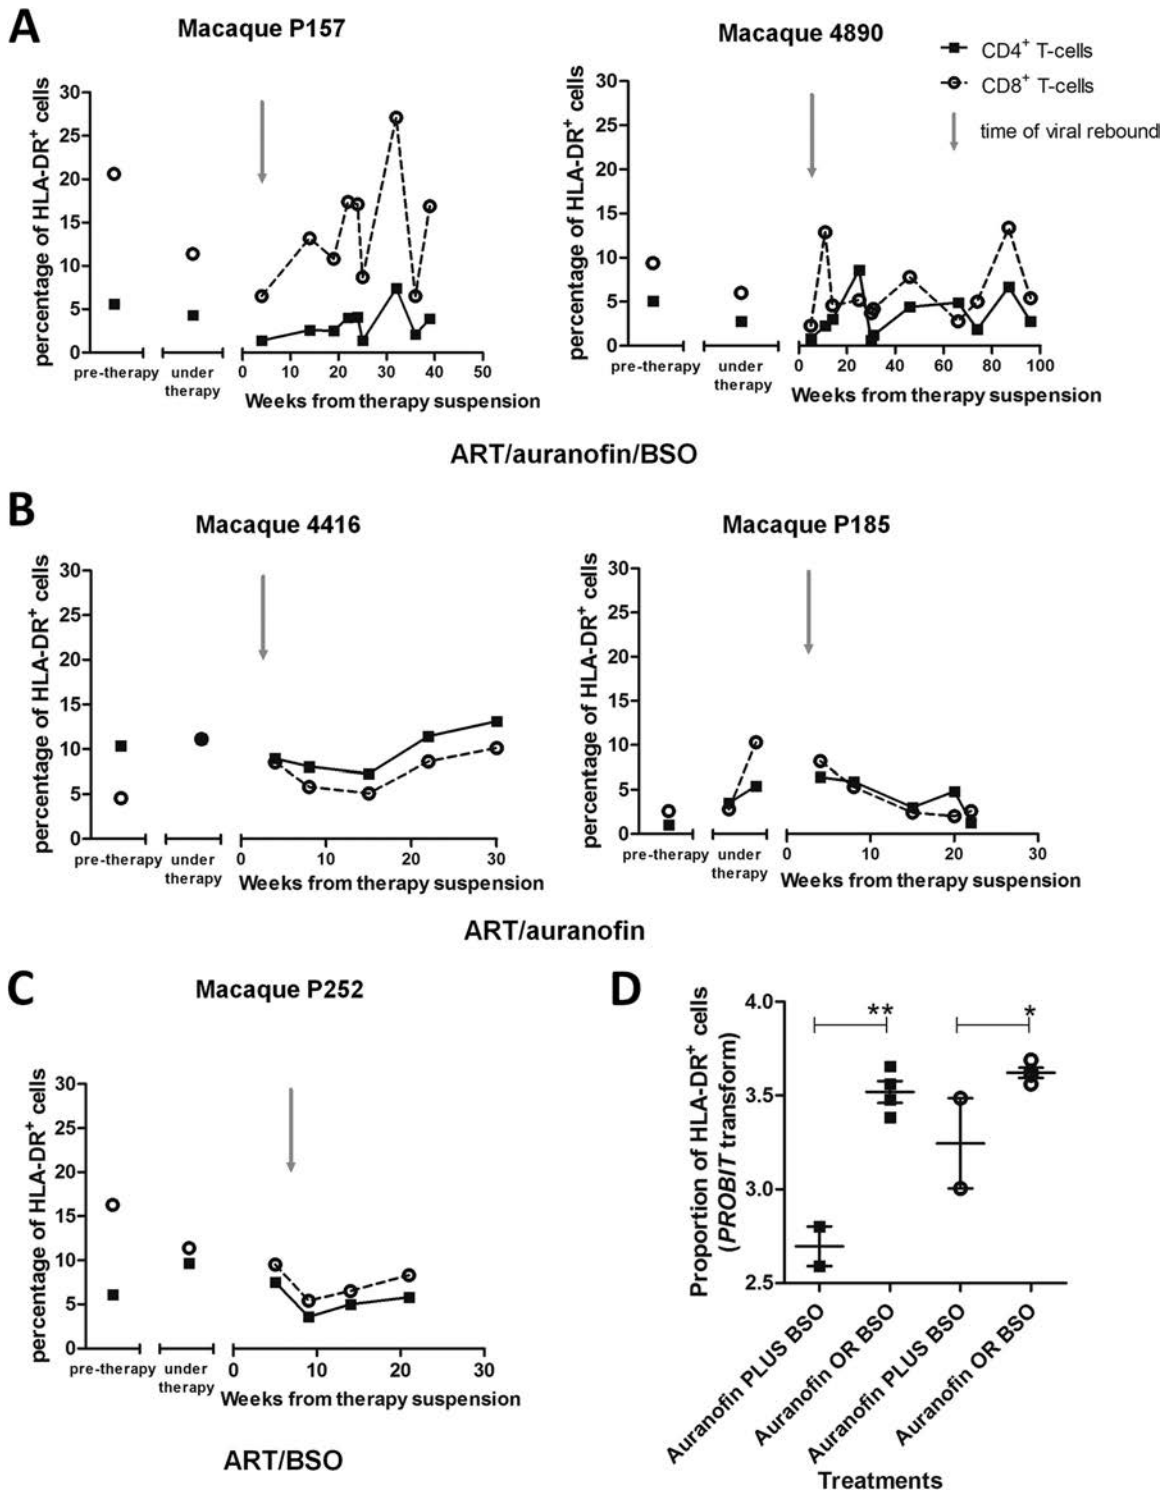 A
Macaque P157
Macaque 4890
CD4+ T-cells
CD8+ T-cells
time of viral rebound
percentage of HLA-DR+ cells
30
25
20
15
10
5
0
pre-therapy
under
therapy
0 10 20 30 40 50
Weeks from therapy suspension
percentage of HLA-DR+ cells
30
25
20
15
10
5
0
pre-therapy
under
therapy
0 20 40 60 80 100
Weeks from therapy suspension
ART/auranofin/BSO
B
Macaque 4416
Macaque P185
percentage of HLA-DR+ cells
30
25
20
15
10
5
0
pre-therapy
under
therapy
0 10 20 30
Weeks from therapy suspension
percentage of HLA-DR+ cells
30
25
20
15
10
5
0
pre-therapy
under
therapy
0 10 20 30
Weeks from therapy suspension
ART/auranofin
C
Macaque P252
percentage of HLA-DR+ cells
30
25
20
15
10
5
0
pre-therapy
under
therapy
0 10 20 30
Weeks from therapy suspension
ART/BSO
D
Proportion of HLA-DR+ cells
(PROBIT transform)
4.0
3.5
3.0
2.5
**
*
Auranofin PLUS BSO
Auranofin OR BSO
Auranofin PLUS BSO
Auranofin OR BSO
Treatments